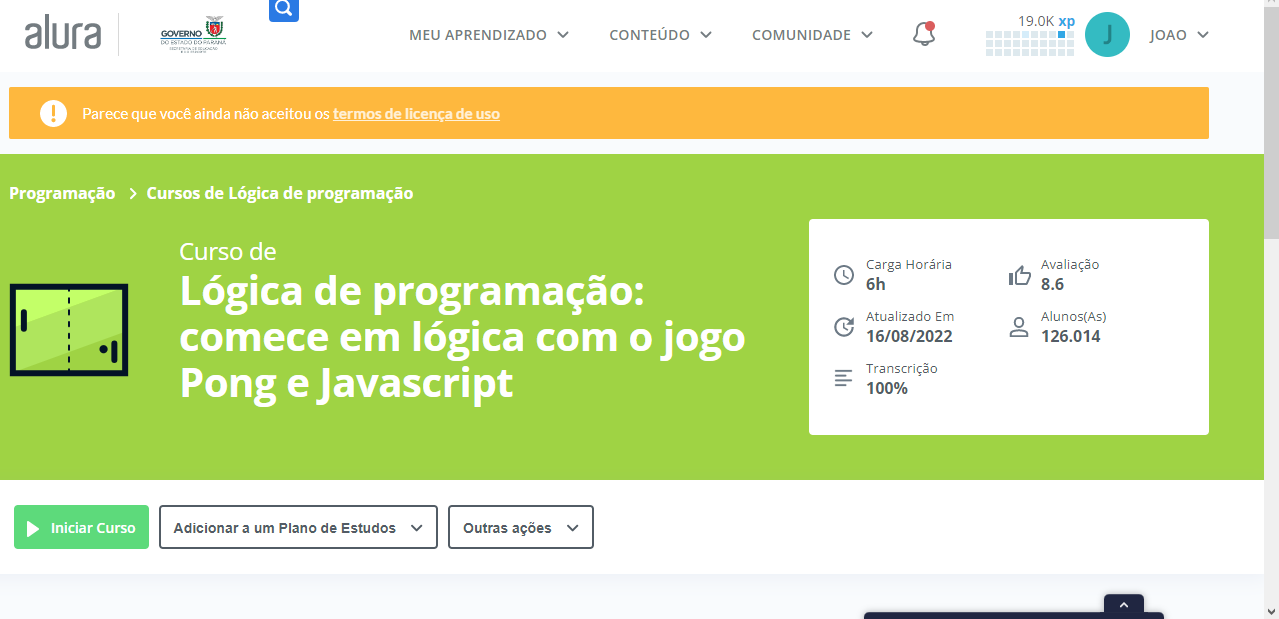 alura
GOVERNO
DO ESTADO DO PARANÁ
SECRETARIA DE EDUCAÇÃO
MEU APRENDIZADO
CONTEÚDO
COMUNIDADE
19.0K xp
J
JOAO
Parece que você ainda não aceitou os termos de licença de uso
Programação > Cursos de Lógica de programação
Curso de
Lógica de programação:
comece em lógica com o jogo
Pong e Javascript
Carga Horária
6h
Avaliação
8.6
Atualizado Em
16/08/2022
Alunos(As)
126.014
Transcrição
100%
Iniciar Curso
Adicionar a um Plano de Estudos
Outras ações